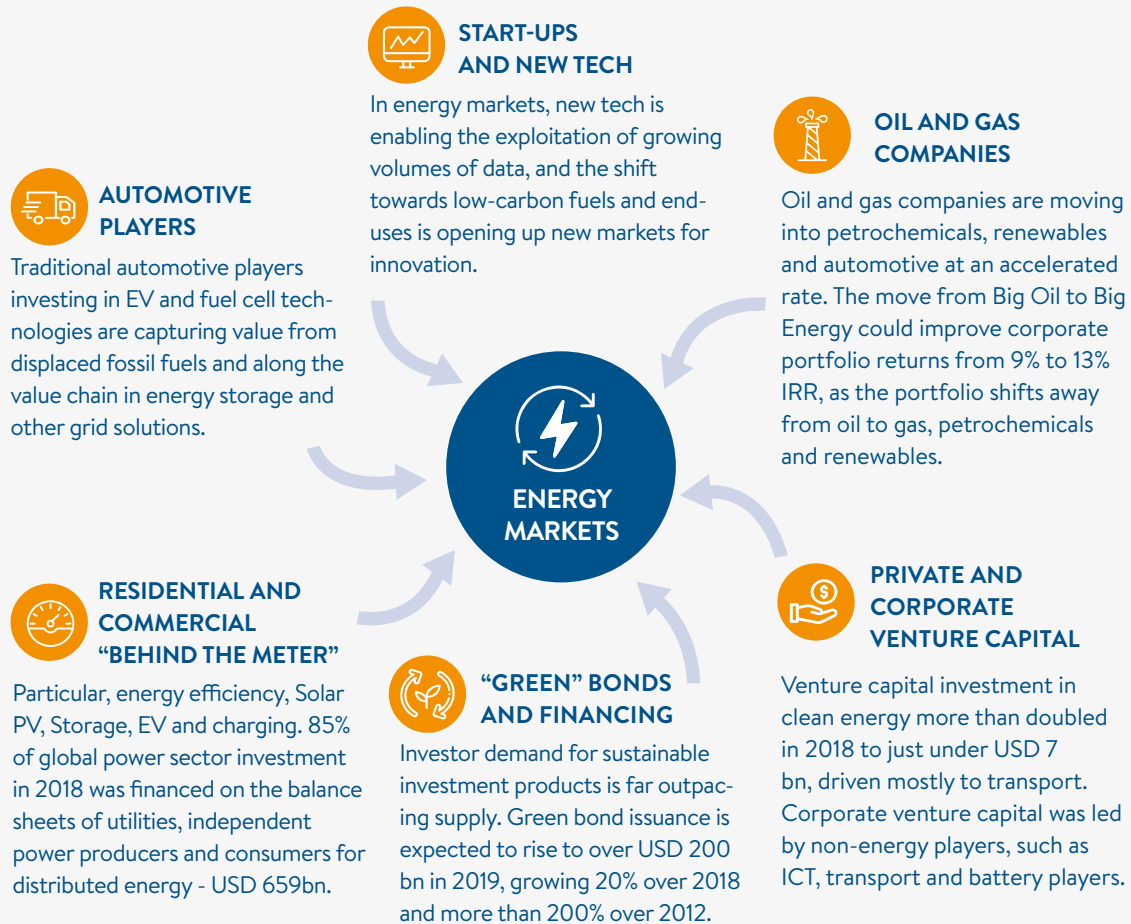 START-UPS
AND NEW TECH
In energy markets, new tech is
enabling the exploitation of growing
volumes of data, and the shift
towards low-carbon fuels and end-
uses is opening up new markets for
innovation.
OIL AND GAS
COMPANIES
Oil and gas companies are moving
into petrochemicals, renewables
and automotive at an accelerated
rate. The move from Big Oil to Big
Energy could improve corporate
portfolio returns from 9% to 13%
IRR, as the portfolio shifts away
from oil to gas, petrochemicals
and renewables.
AUTOMOTIVE
PLAYERS
Traditional automotive players
investing in EV and fuel cell tech-
nologies are capturing value from
displaced fossil fuels and along the
value chain in energy storage and
other grid solutions.
ENERGY
MARKETS
RESIDENTIAL AND
COMMERCIAL
“BEHIND THE METER”
Particular, energy efficiency, Solar
PV, Storage, EV and charging. 85%
of global power sector investment
in 2018 was financed on the balance
sheets of utilities, independent
power producers and consumers for
distributed energy - USD 659bn.
“GREEN” BONDS
AND FINANCING
Investor demand for sustainable
investment products is far outpac-
ing supply. Green bond issuance is
expected to rise to over USD 200
bn in 2019, growing 20% over 2018
and more than 200% over 2012.
$
PRIVATE AND
CORPORATE
VENTURE CAPITAL
Venture capital investment in
clean energy more than doubled
in 2018 to just under USD 7
bn, driven mostly to transport.
Corporate venture capital was led
by non-energy players, such as
ICT, transport and battery players.